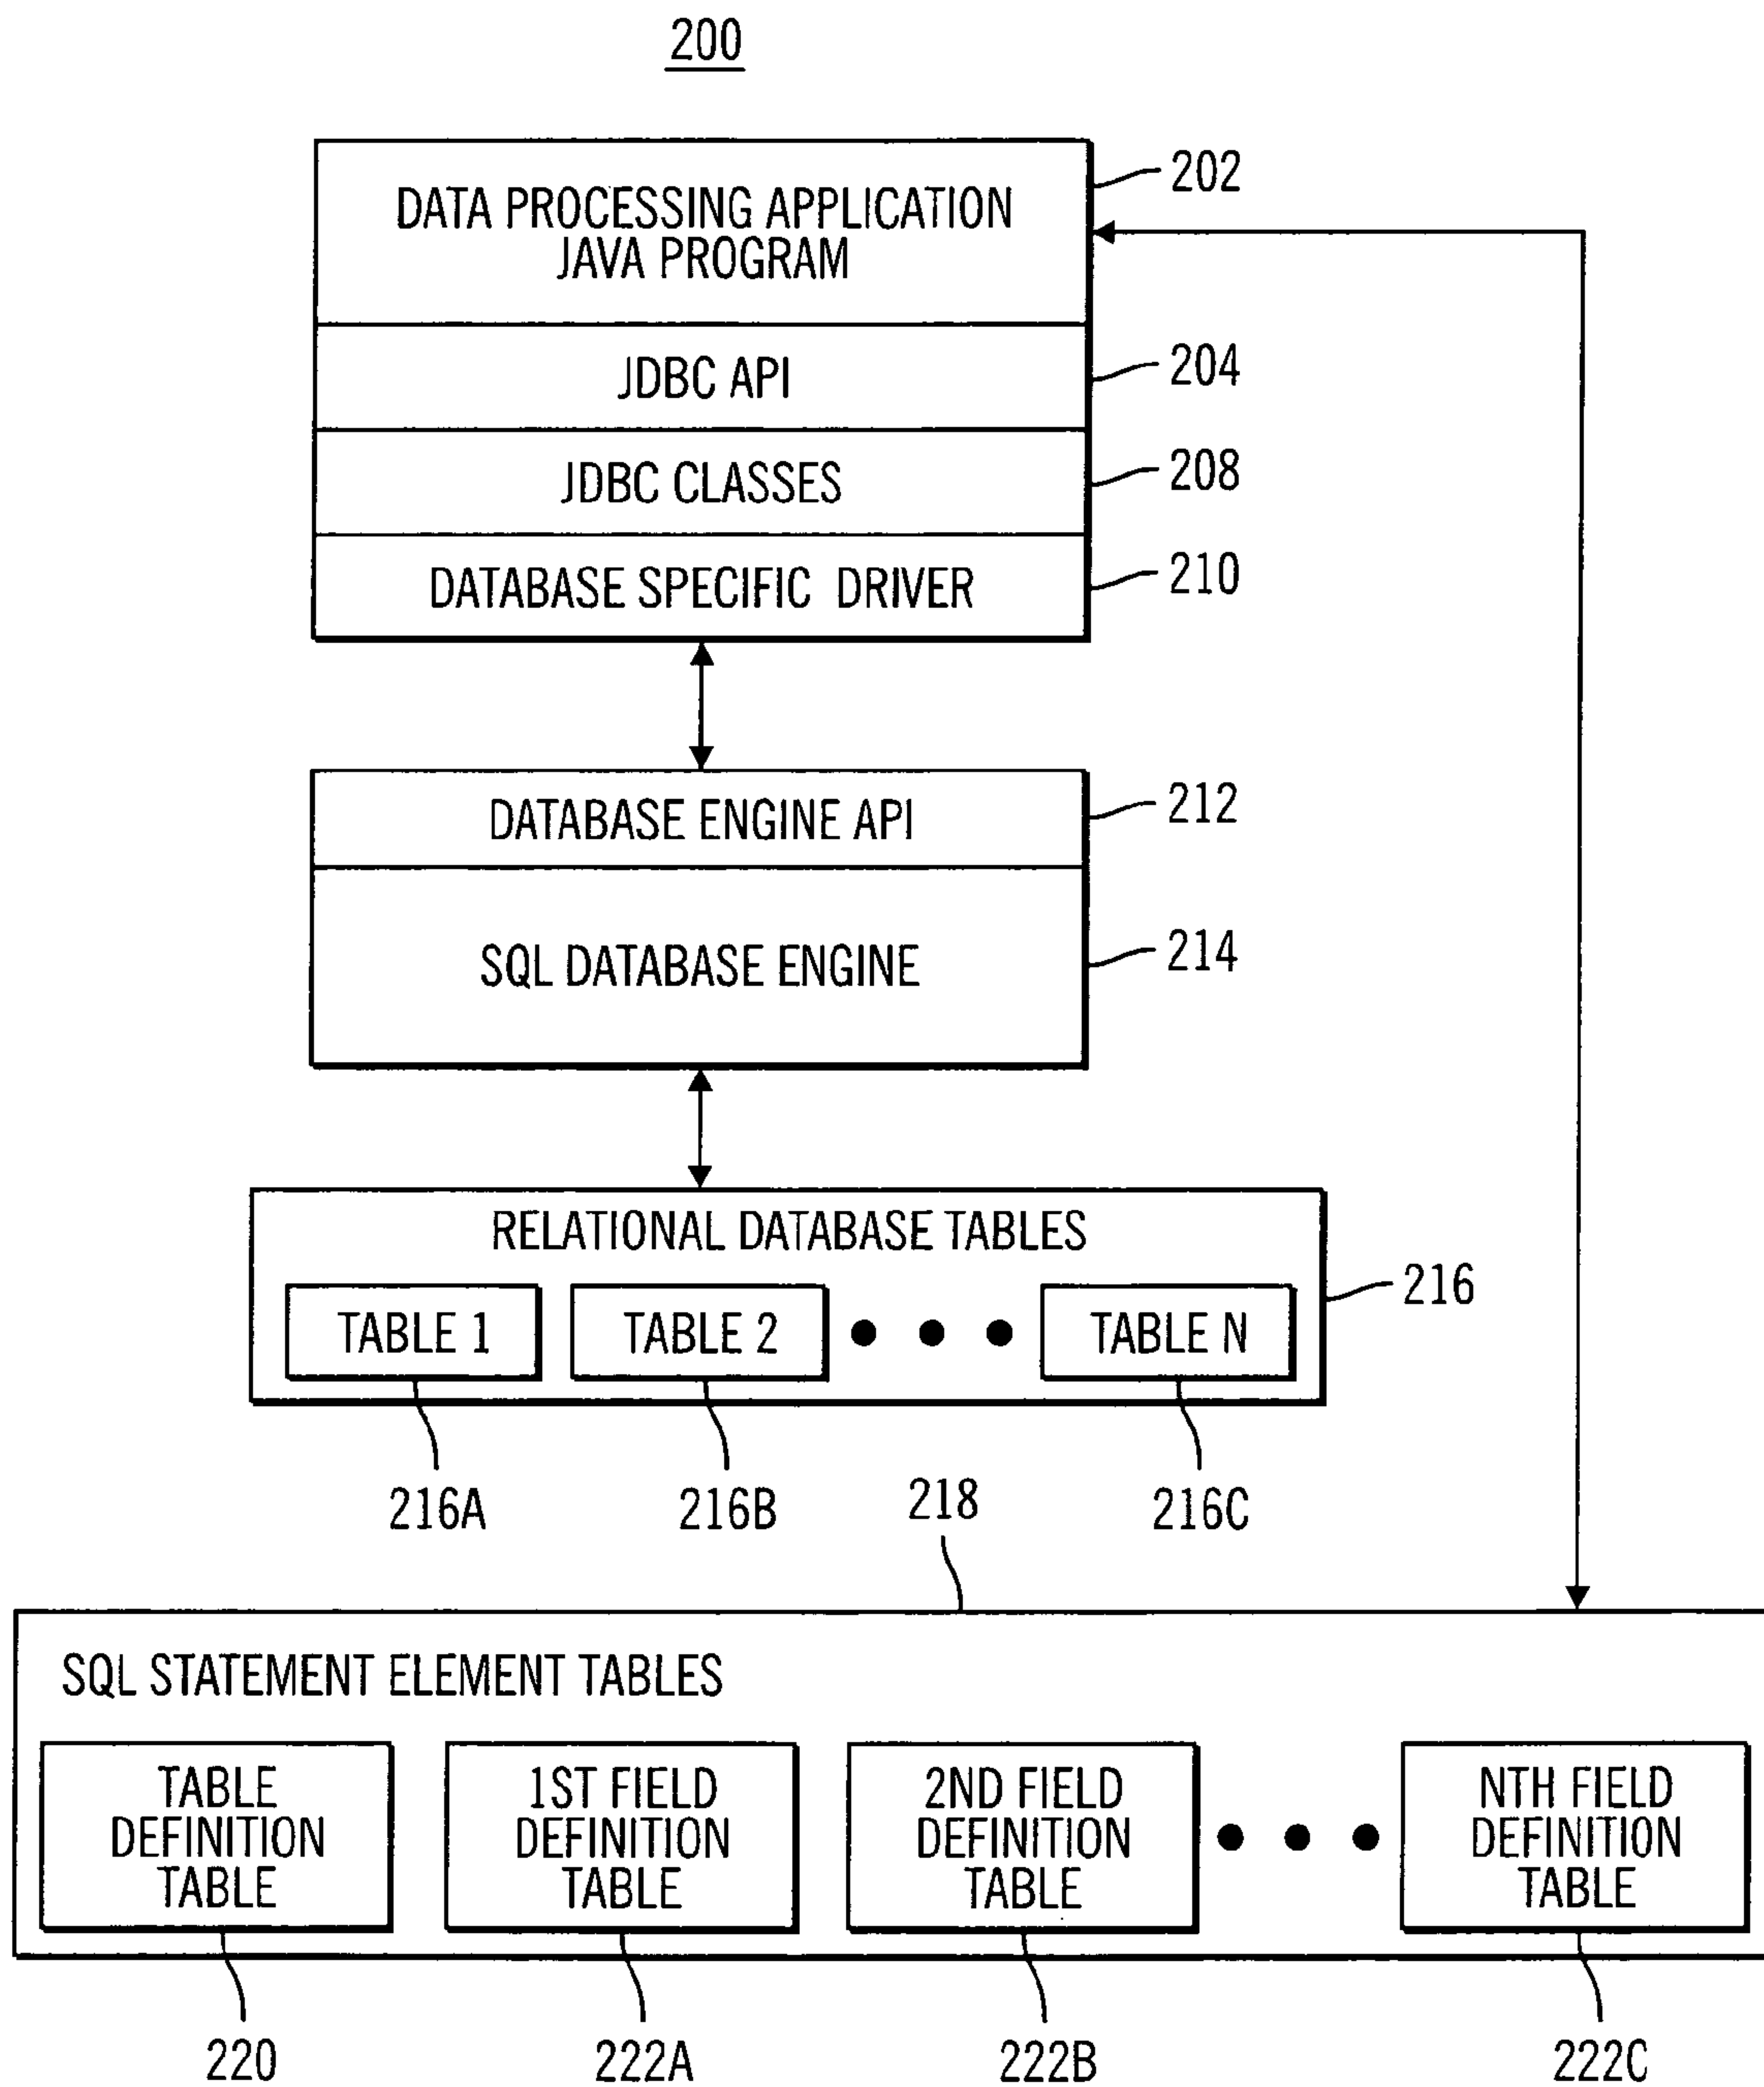 200
DATA PROCESSING APPLICATION
JAVA PROGRAM
202
JDBC API
204
JDBC CLASSES
208
DATABASE SPECIFIC DRIVER
210
DATABASE ENGINE API
212
SQL DATABASE ENGINE
214
RELATIONAL DATABASE TABLES
216
TABLE 1
TABLE 2
TABLE N
216A
216B
216C
218
SQL STATEMENT ELEMENT TABLES
TABLE
DEFINITION
TABLE
1ST FIELD
DEFINITION
TABLE
2ND FIELD
DEFINITION
TABLE
NTH FIELD
DEFINITION
TABLE
220
222A
222B
222C